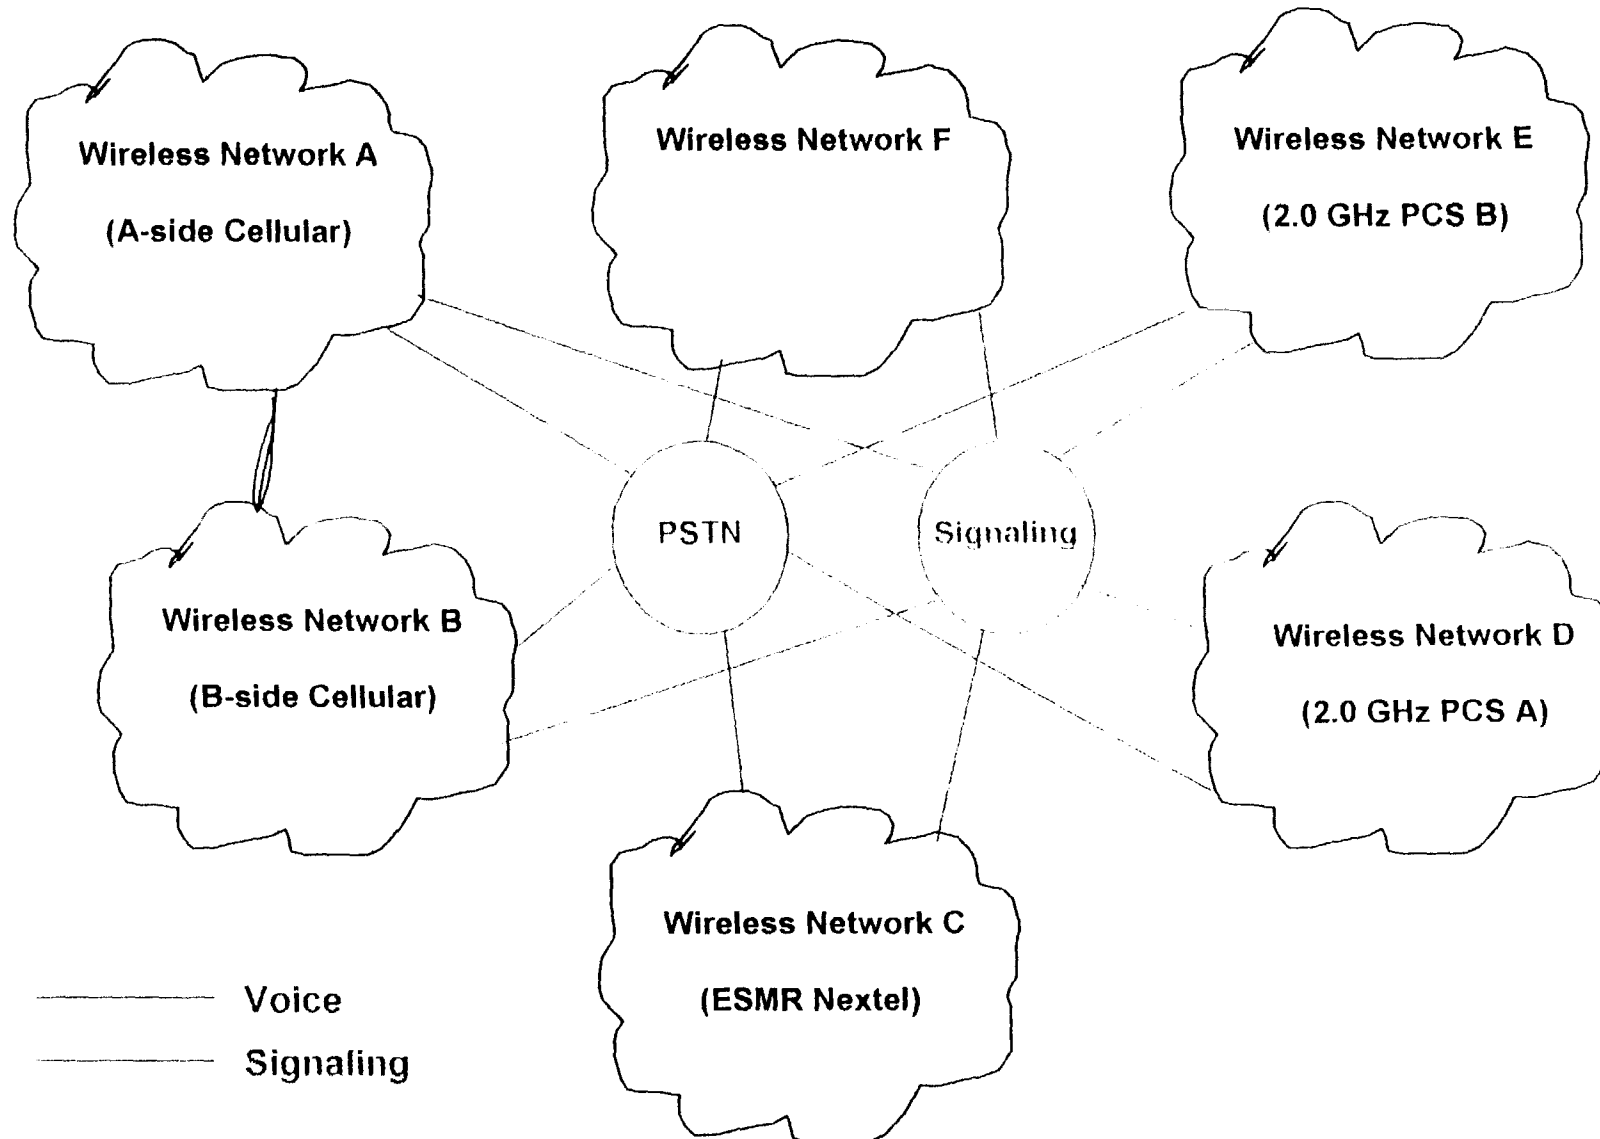 Wireless Network A
(A-side Cellular)
Wireless Network F
Wireless Network E
(2.0 GHz PCS B)
PSTN
Signaling
Wireless Network B
(B-side Cellular)
Wireless Network D
(2.0 GHz PCS A)
Wireless Network C
(ESMR Nextel)
Voice
Signaling